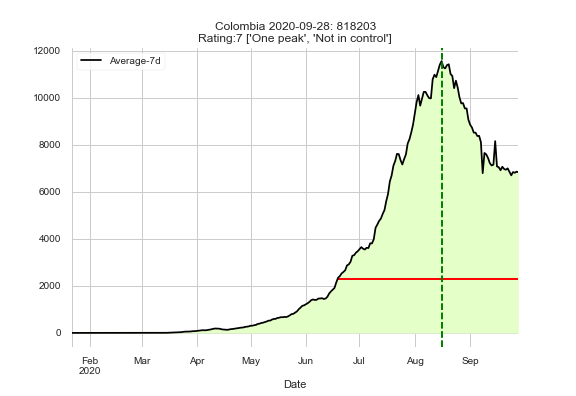 Colombia 2020-09-28: 818203
Rating:7 ['One peak', 'Not in control']
Average-7d
12000
10000
8000
6000
4000
2000
0
Feb Mar Apr May Jun Jul Aug Sep
2020
Date